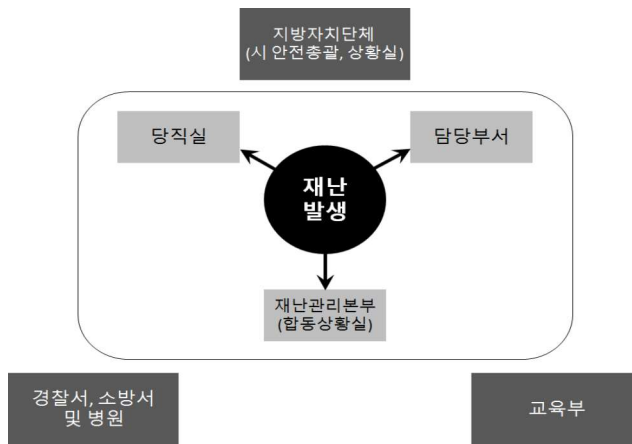 지방자치단체
(시 안전총괄, 상황실)
당직실
담당부서
재난
발생
재난관리본부
(합동상황실)
경찰서, 소방서
및 병원
교육부